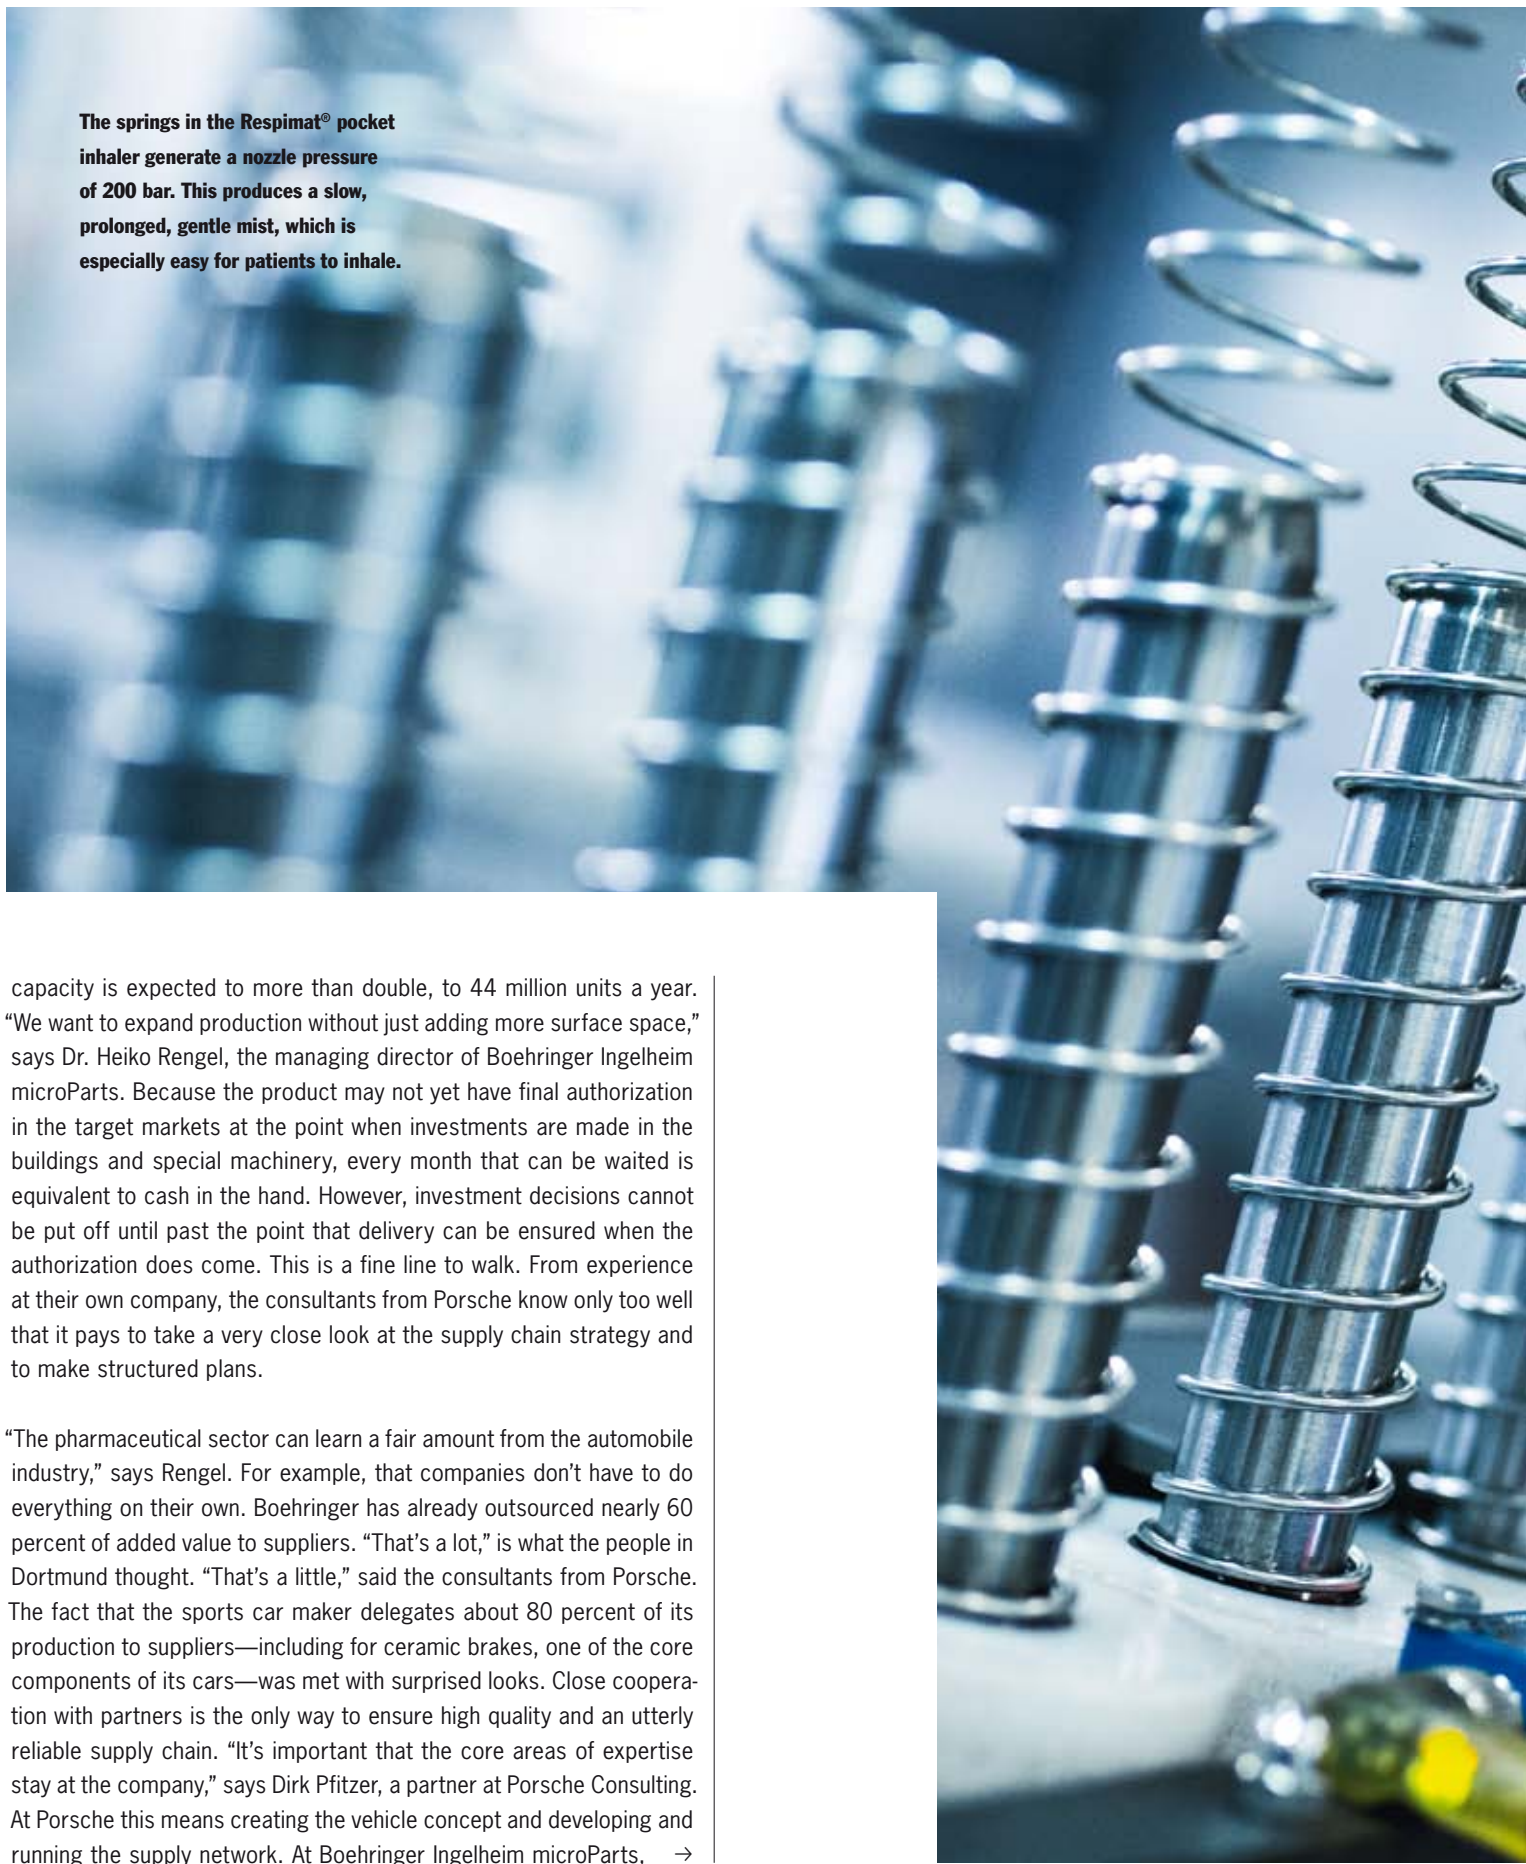 The springs in the Respimat® pocket
inhaler generate a nozzle pressure
of 200 bar. This produces a slow,
prolonged, gentle mist, which is
especially easy for patients to inhale.
capacity is expected to more than double, to 44 million units a year.
“We want to expand production without just adding more surface space,”
says Dr. Heiko Rengel, the managing director of Boehringer Ingelheim
microParts. Because the product may not yet have final authorization
in the target markets at the point when investments are made in the
buildings and special machinery, every month that can be waited is
equivalent to cash in the hand. However, investment decisions cannot
be put off until past the point that delivery can be ensured when the
authorization does come. This is a fine line to walk. From experience
at their own company, the consultants from Porsche know only too well
that it pays to take a very close look at the supply chain strategy and
to make structured plans.
“The pharmaceutical sector can learn a fair amount from the automobile
industry,” says Rengel. For example, that companies don’t have to do
everything on their own. Boehringer has already outsourced nearly 60
percent of added value to suppliers. “That’s a lot,” is what the people in
Dortmund thought. “That’s a little,” said the consultants from Porsche.
The fact that the sports car maker delegates about 80 percent of its
production to suppliers—including for ceramic brakes, one of the core
components of its cars—was met with surprised looks. Close coopera-
tion with partners is the only way to ensure high quality and an utterly
reliable supply chain. “It’s important that the core areas of expertise
stay at the company,” says Dirk Pfitzer, a partner at Porsche Consulting.
At Porsche this means creating the vehicle concept and developing and
running the supply network. At Boehringer Ingelheim microParts, →